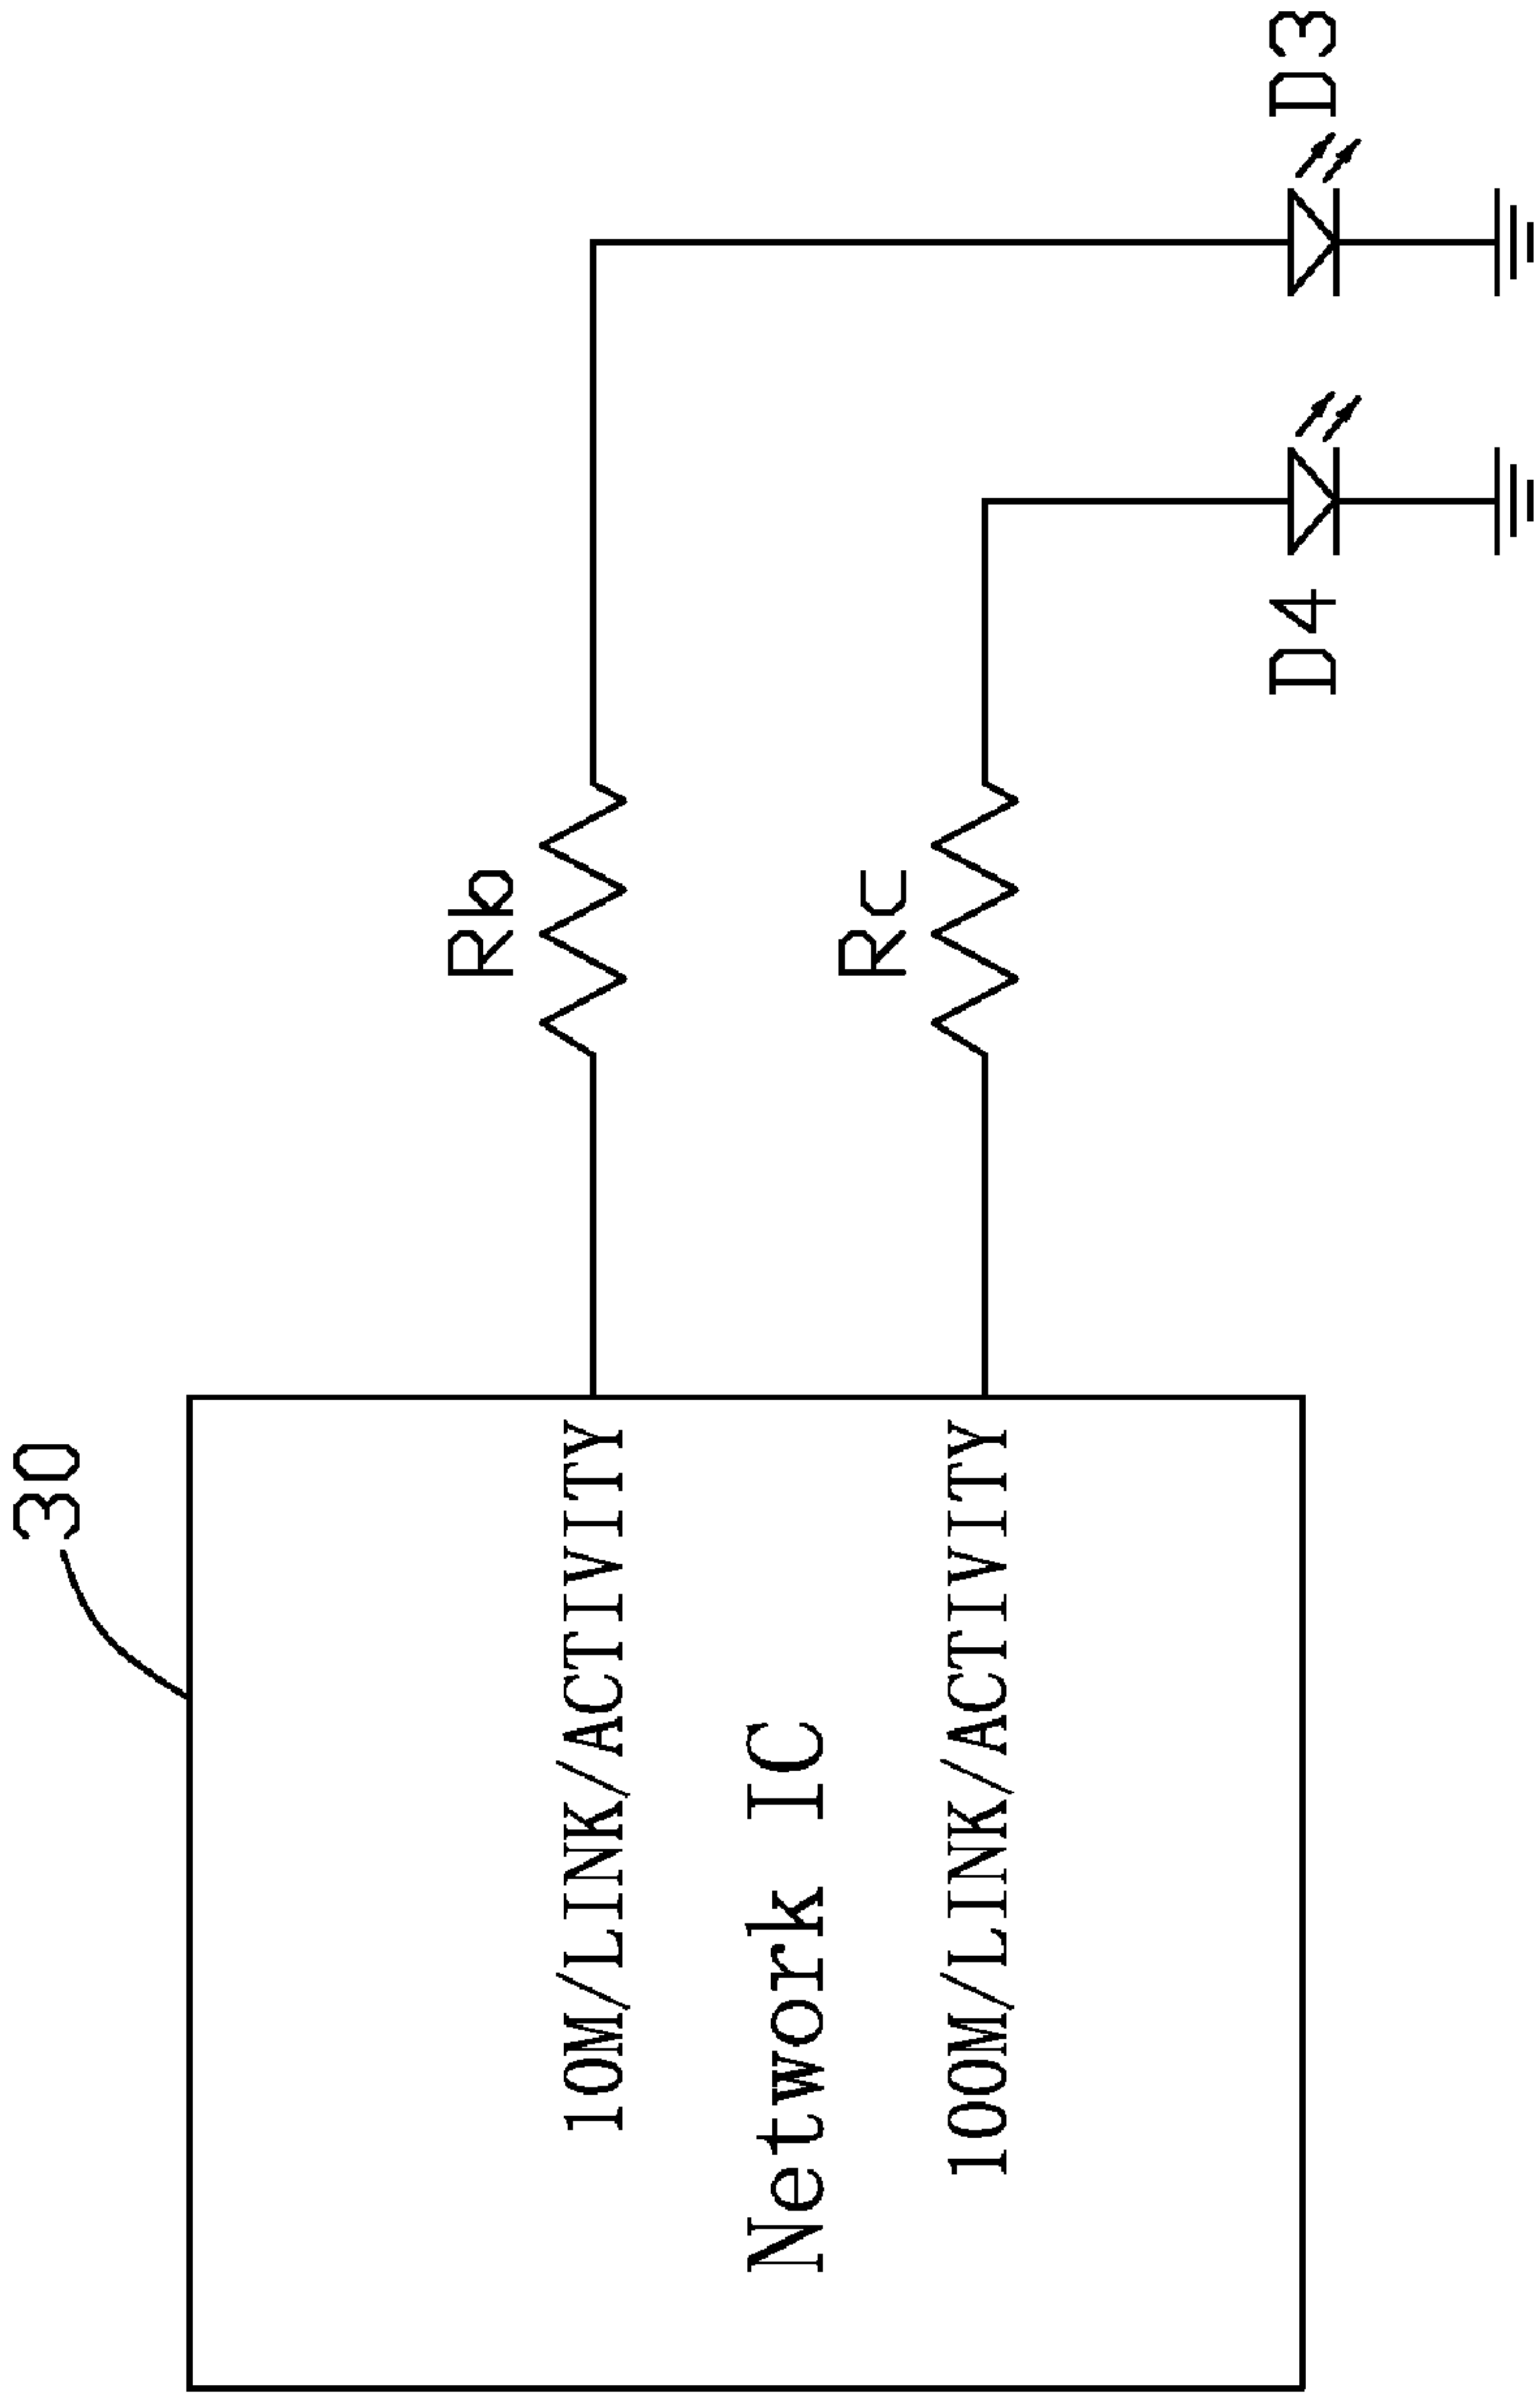 30
10M/LINK/ACTIVITY
Network IC
100M/LINK/ACTIVITY
Rb
Rc
D4
D3